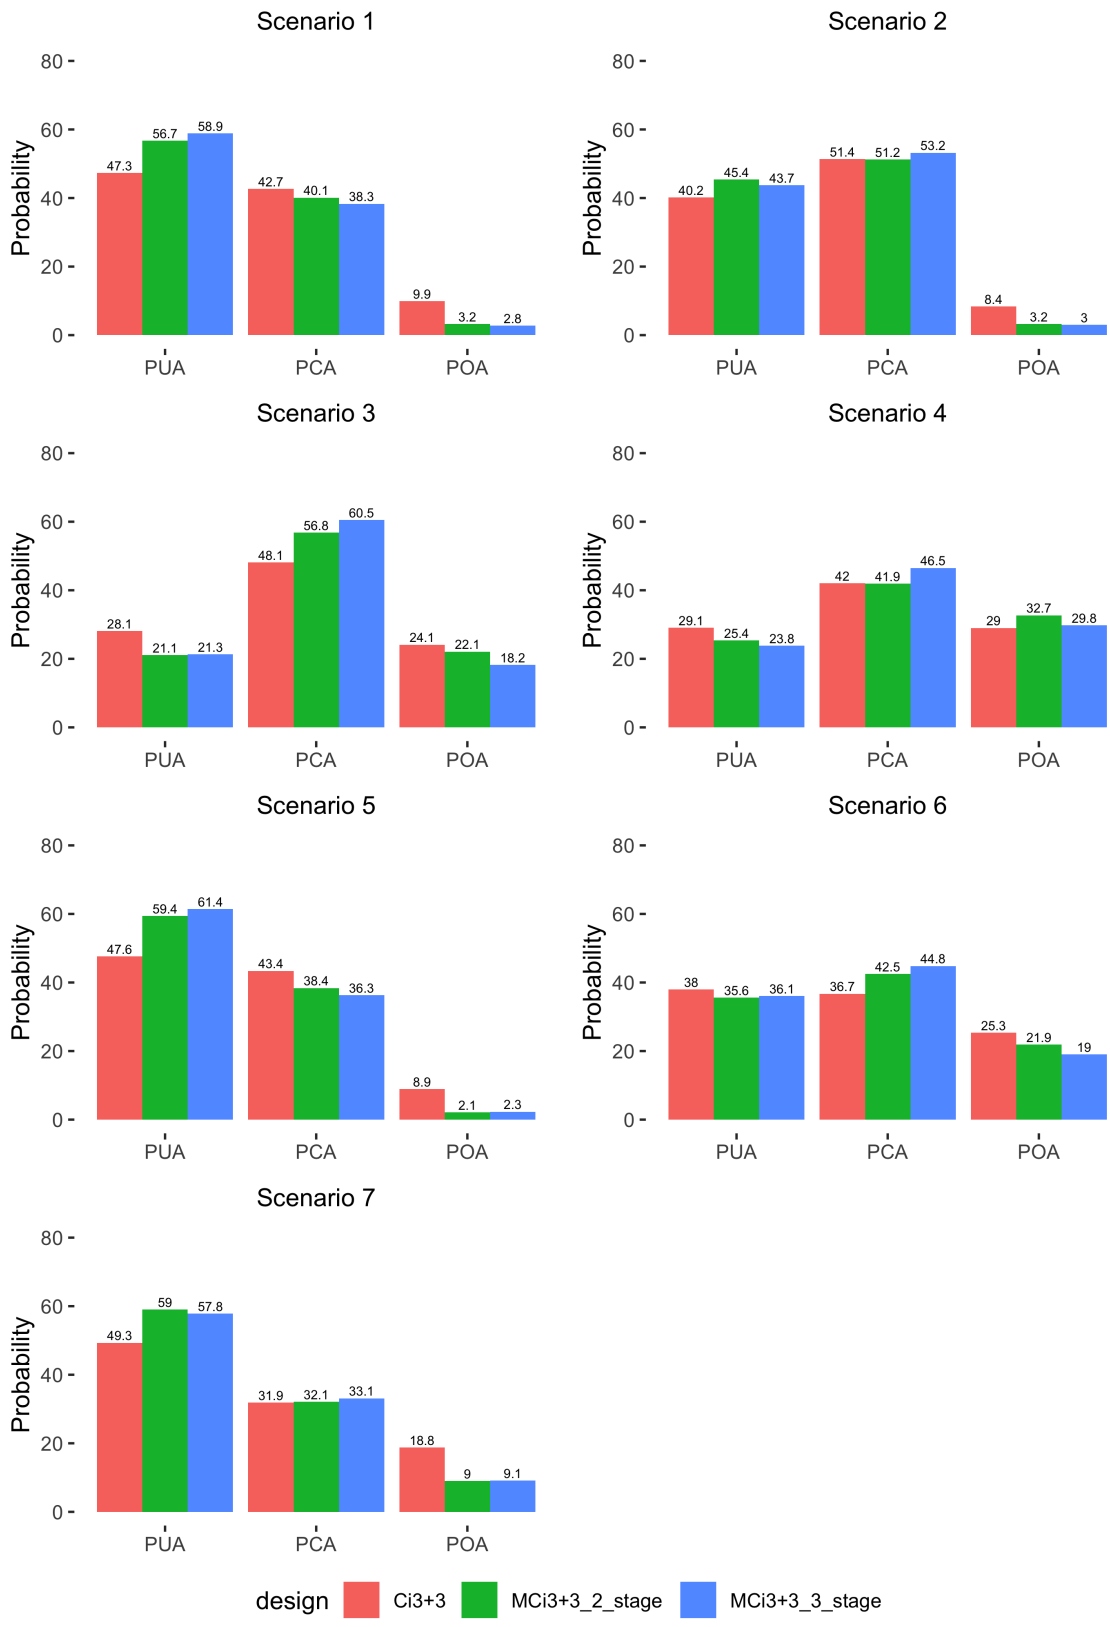 Scenario 1
Probability
80
60
40
20
0
47.3 56.7 58.9
42.7 40.1 38.3
9.9 3.2 2.8
PUA PCA POA
Scenario 2
Probability
80
60
40
20
0
40.2 45.4 43.7
51.4 51.2 53.2
8.4 3.2 3
PUA PCA POA
Scenario 3
Probability
80
60
40
20
0
28.1 21.1 21.3
48.1 56.8 60.5
24.1 22.1 18.2
PUA PCA POA
Scenario 4
Probability
80
60
40
20
0
29.1 25.4 23.8
42 41.9 46.5
29 32.7 29.8
PUA PCA POA
Scenario 5
Probability
80
60
40
20
0
47.6 59.4 61.4
43.4 38.4 36.3
8.9 2.1 2.3
PUA PCA POA
Scenario 6
Probability
80
60
40
20
0
38 35.6 36.1
36.7 42.5 44.8
25.3 21.9 19
PUA PCA POA
Scenario 7
Probability
80
60
40
20
0
49.3 59 57.8
31.9 32.1 33.1
18.8 9 9.1
PUA PCA POA
design Ci3+3 MCi3+3_2_stage MCi3+3_3_stage